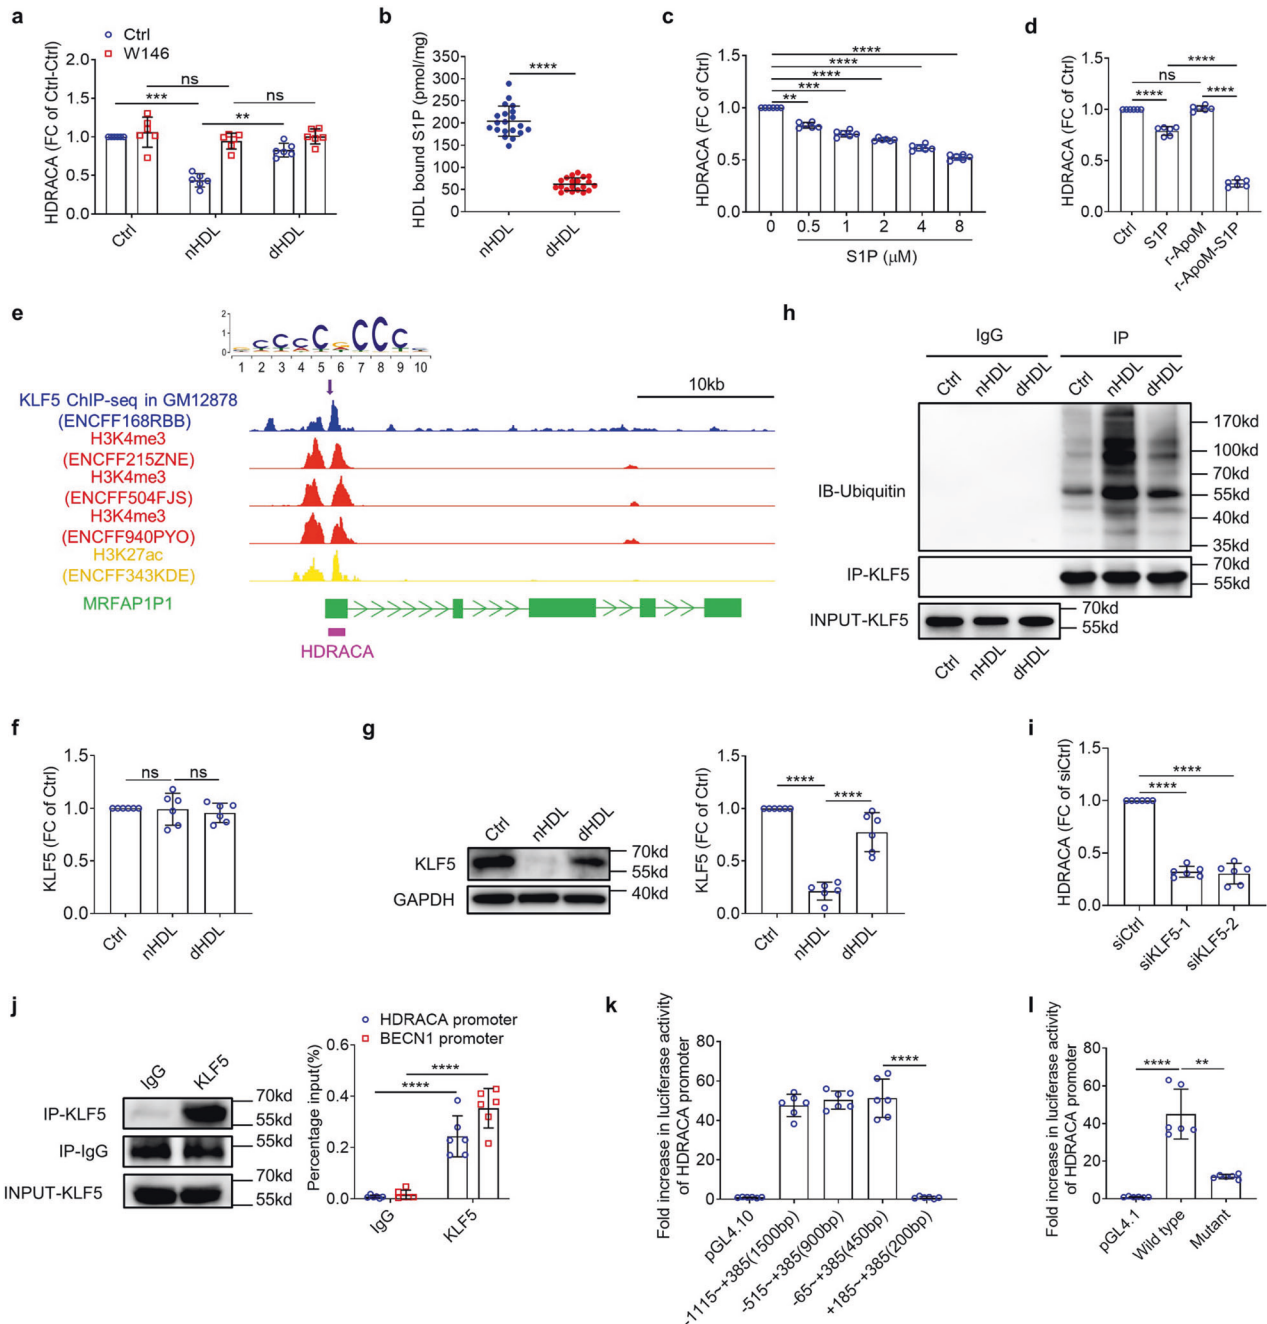 a
Ctrl
W146
HDRACA (FC of Ctrl-Ctrl)
2.0
1.5
1.0
0.5
0.0
ns
***
ns
**
Ctrl
nHDL
dHDL
b
HDL bound S1P (pmol/mg)
350
300
250
200
150
100
50
0
****
nHDL
dHDL
c
HDRACA (FC of Ctrl)
1.5
1.0
0.5
0.0
****
****
****
***
**
0 0.5 1 2 4 8
S1P (μM)
d
HDRACA (FC of Ctrl)
1.5
1.0
0.5
0.0
****
ns
**** ****
Ctrl
S1P
r-ApoM
r-ApoM-S1P
e
2
1
0
C C C C C C C C
1 2 3 4 5 6 7 8 9 10
10kb
KLF5 ChIP-seq in GM12878
(ENCFF168RBB)
H3K4me3
(ENCFF215ZNE)
H3K4me3
(ENCFF504FJS)
H3K4me3
(ENCFF940PYO)
H3K27ac
(ENCFF343KDE)
MRFAP1P1
HDRACA
h
IgG IP
Ctrl nHDL dHDL Ctrl nHDL dHDL
IB-Ubiquitin
170kd
100kd
70kd
55kd
40kd
35kd
IP-KLF5
70kd
55kd
INPUT-KLF5
70kd
55kd
Ctrl nHDL dHDL
f
KLF5 (FC of Ctrl)
1.5
1.0
0.5
0.0
ns ns
Ctrl
nHDL
dHDL
g
Ctrl nHDL dHDL
KLF5
70kd
55kd
GAPDH
40kd
KLF5 (FC of Ctrl)
1.5
1.0
0.5
0.0
**** ****
Ctrl
nHDL
dHDL
i
HDRACA (FC of siCtrl)
1.5
1.0
0.5
0.0
****
****
siCtrl
siKLF5-1
siKLF5-2
j
IgG KLF5
IP-KLF5
70kd
55kd
IP-IgG
55kd
INPUT-KLF5
70kd
55kd
HDRACA promoter
BECN1 promoter
Percentage input(%)
0.6
0.4
0.2
0.0
****
****
IgG
KLF5
k
Fold increase in luciferase activity
of HDRACA promoter
80
60
40
20
0
****
pGL4.10
-1115~+385(1500bp)
-515~+385(900bp)
-65~+385(450bp)
+185~+385(200bp)
l
Fold increase in luciferase activity
of HDRACA promoter
80
60
40
20
0
**** **
pGL4.1
Wild type
Mutant